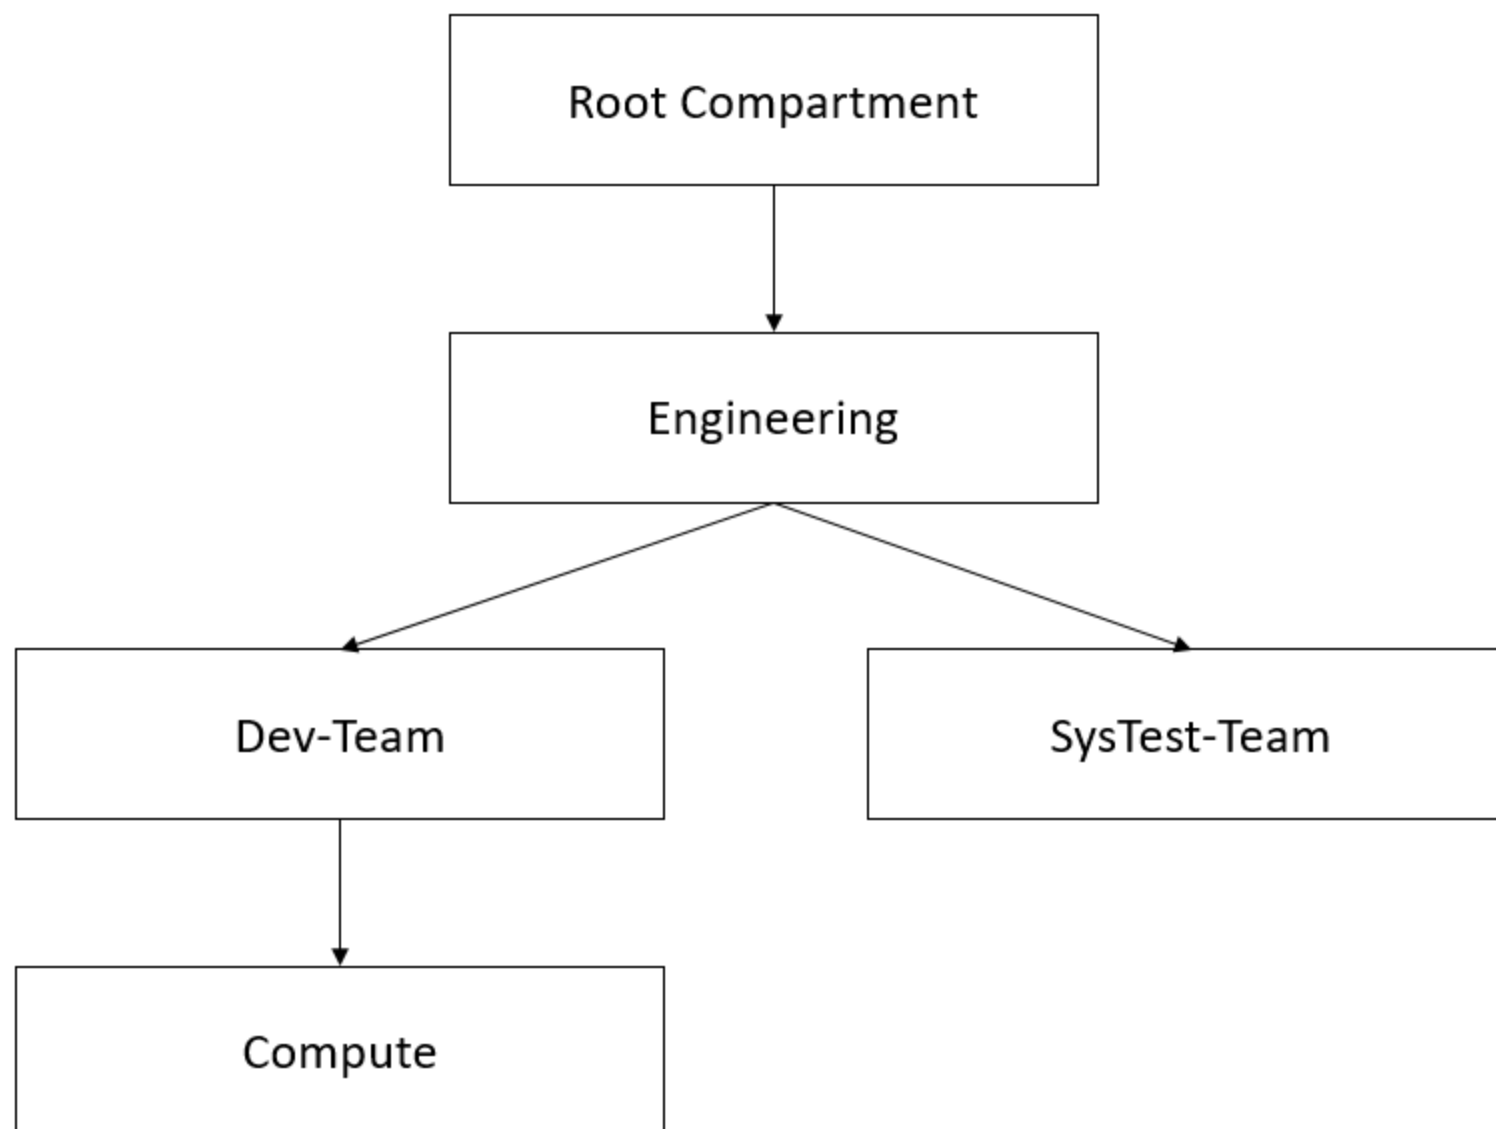 Root Compartment
Engineering
Dev-Team
SysTest-Team
Compute